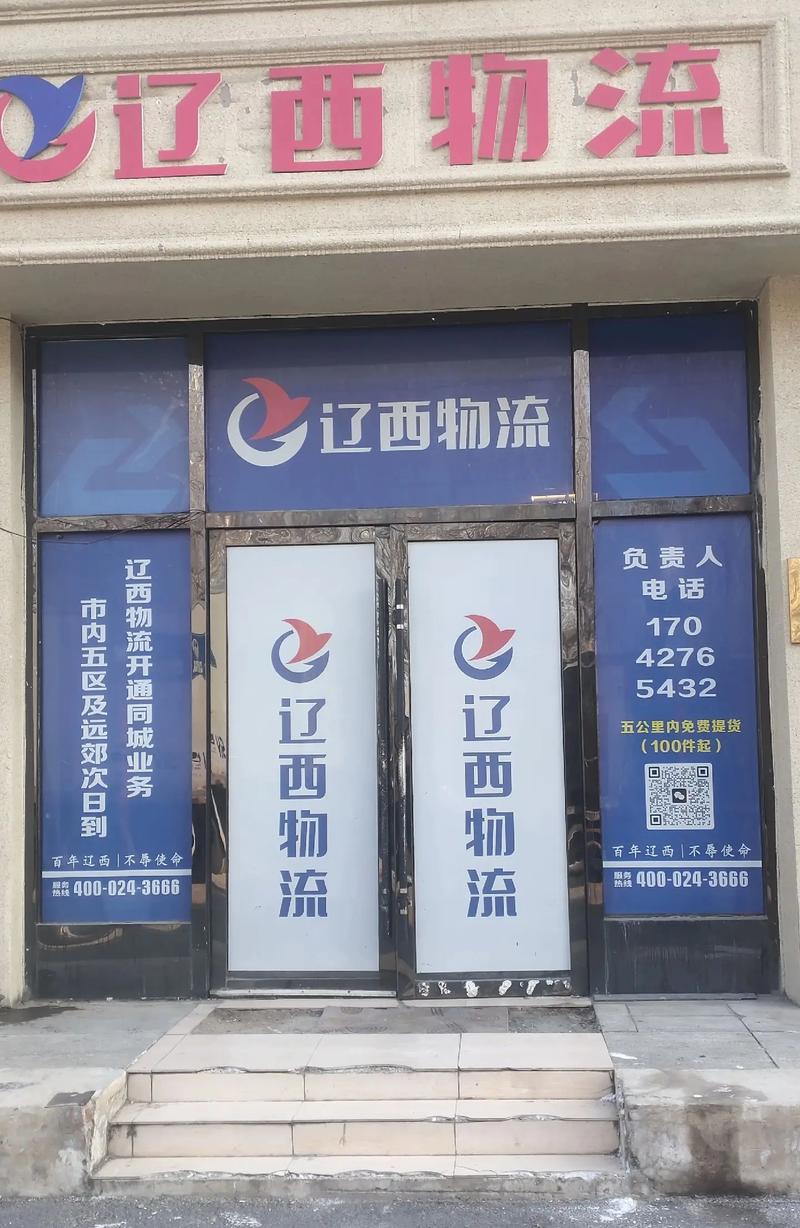 辽西物流
辽西物流
辽西物流开通同城业务
市内五区及远郊次日到
百年辽西|不辱使命
服务
热线 400-024-3666
辽西物流
辽西物流
负责人
电话
170
4276
5432
五公里内免费提货
（100件起）
百年辽西|不辱使命
服务
热线 400-024-3666